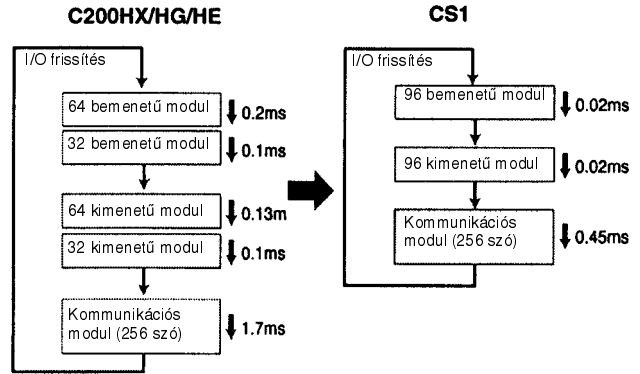 C200HX/HG/HE
I/O frissítés
64 bemenetű modul
0.2ms
32 bemenetű modul
0.1ms
64 kimenetű modul
0.13m
32 kimenetű modul
0.1ms
Kommunikációs
modul (256 szó)
1.7ms
CS1
I/O frissítés
96 bemenetű modul
0.02ms
96 kimenetű modul
0.02ms
Kommunikációs
modul (256 szó)
0.45ms